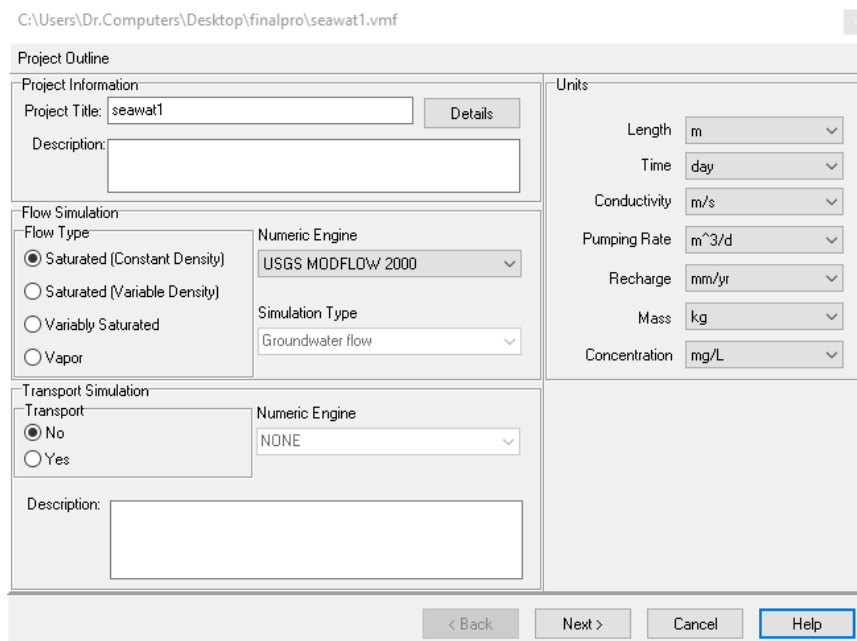 C:\Users\Dr.Computers\Desktop\finalpro\seawat1.vmf
Project Outline
Project Information
Project Title: seawat1
Details
Description:
Flow Simulation
Flow Type
Saturated (Constant Density)
Saturated (Variable Density)
Variably Saturated
Vapor
Numeric Engine
USGS MODFLOW 2000
Simulation Type
Groundwater flow
Transport Simulation
Transport
No
Yes
Numeric Engine
NONE
Description:
Units
Length m
Time day
Conductivity m/s
Pumping Rate m^3/d
Recharge mm/yr
Mass kg
Concentration mg/L
< Back
Next >
Cancel
Help